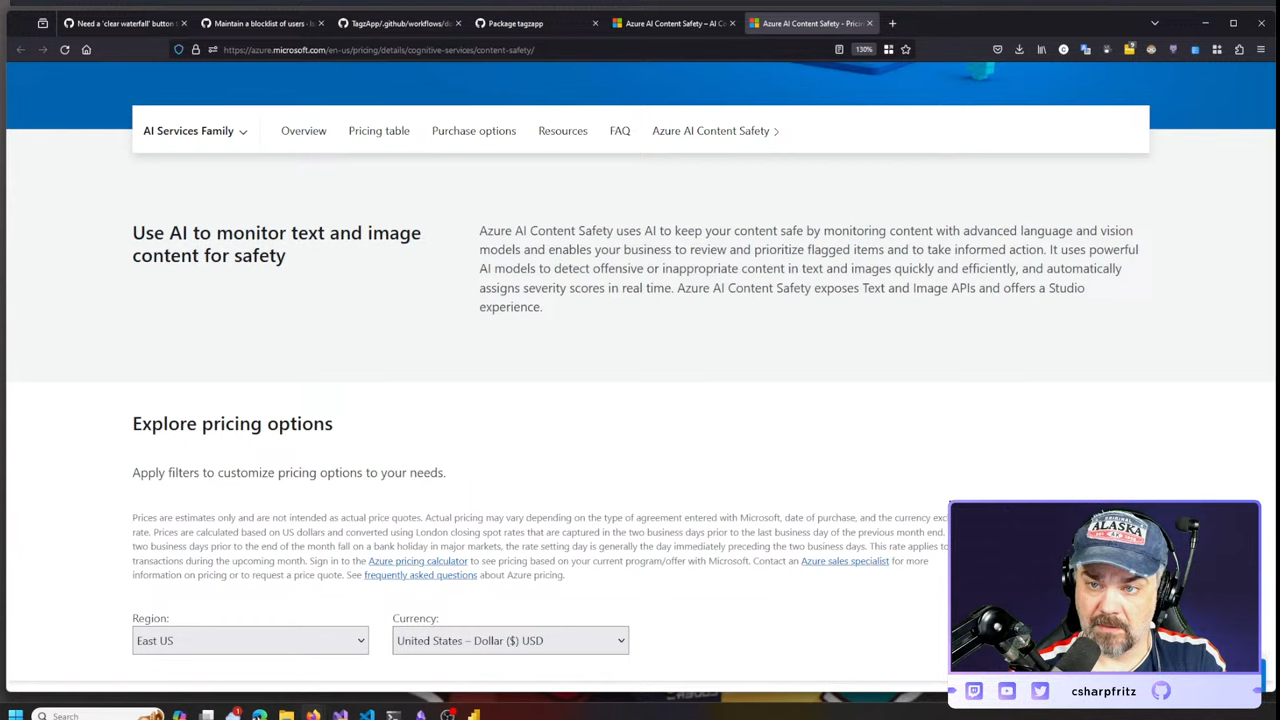 Need a 'clear waterfall' button t
Maintain a blocklist of users · Is
TagzApp/.github/workflows/do
Package tagzapp
Azure AI Content Safety – AI C
Azure AI Content Safety - Pricin
https://azure.microsoft.com/en-us/pricing/details/cognitive-services/content-safety/
130%
AI Services Family
Overview
Pricing table
Purchase options
Resources
FAQ
Azure AI Content Safety
Use AI to monitor text and image
content for safety
Azure AI Content Safety uses AI to keep your content safe by monitoring content with advanced language and vision
models and enables your business to review and prioritize flagged items and to take informed action. It uses powerful
AI models to detect offensive or inappropriate content in text and images quickly and efficiently, and automatically
assigns severity scores in real time. Azure AI Content Safety exposes Text and Image APIs and offers a Studio
experience.
Explore pricing options
Apply filters to customize pricing options to your needs.
Prices are estimates only and are not intended as actual price quotes. Actual pricing may vary depending on the type of agreement entered with Microsoft, date of purchase, and the currency exc
rate. Prices are calculated based on US dollars and converted using London closing spot rates that are captured in the two business days prior to the last business day of the previous month end.
two business days prior to the end of the month fall on a bank holiday in major markets, the rate setting day is generally the day immediately preceding the two business days. This rate applies to
transactions during the upcoming month. Sign in to the Azure pricing calculator to see pricing based on your current program/offer with Microsoft. Contact an Azure sales specialist for more
information on pricing or to request a price quote. See frequently asked questions about Azure pricing.
Region:
East US
Currency:
United States – Dollar ($) USD
ALASKA
csharpfritz
Search